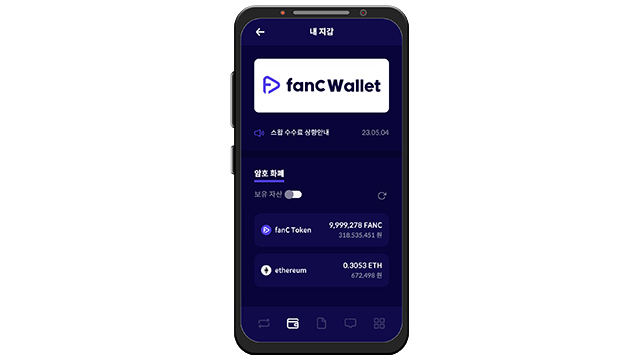 내 지갑
fanC Wallet
스왑 수수료 상향안내 23.05.04
암호 화폐
보유 자산
fanC Token 9,999,278 FANC
318.535.451 원
ethereum 0.3053 ETH
672.498 원